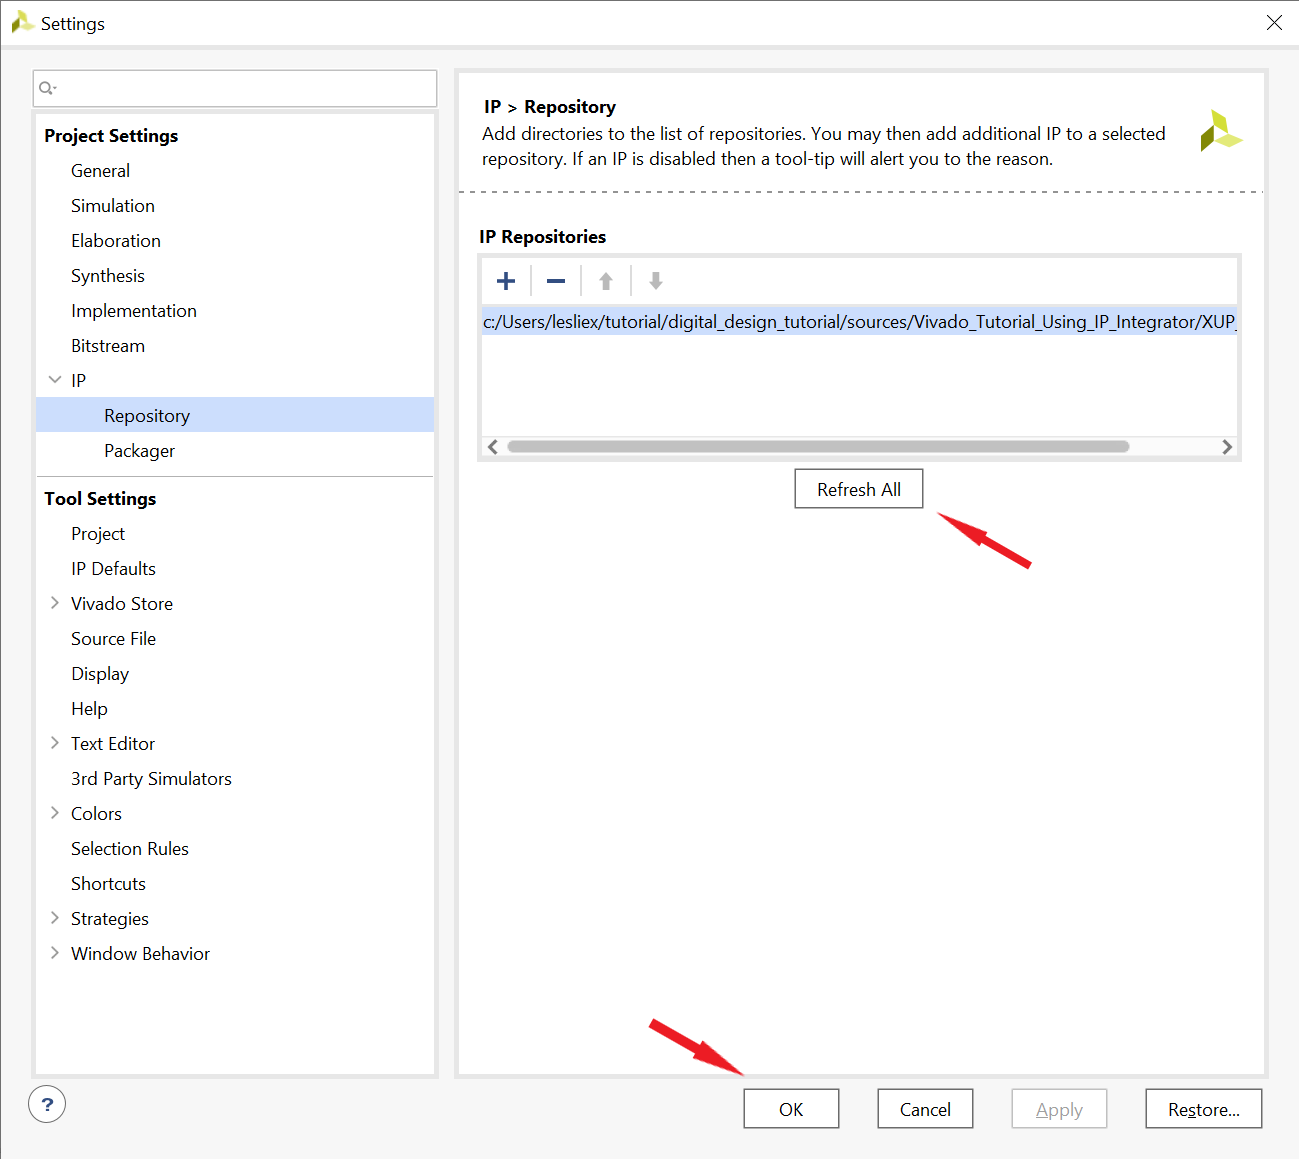 Settings
Project Settings
General
Simulation
Elaboration
Synthesis
Implementation
Bitstream
IP
Repository
Packager
Tool Settings
Project
IP Defaults
Vivado Store
Source File
Display
Help
Text Editor
3rd Party Simulators
Colors
Selection Rules
Shortcuts
Strategies
Window Behavior
IP > Repository
Add directories to the list of repositories. You may then add additional IP to a selected
repository. If an IP is disabled then a tool-tip will alert you to the reason.
IP Repositories
c:/Users/lesliex/tutorial/digital_design_tutorial/sources/Vivado_Tutorial_Using_IP_Integrator/XUP_
Refresh All
?
OK
Cancel
Apply
Restore...